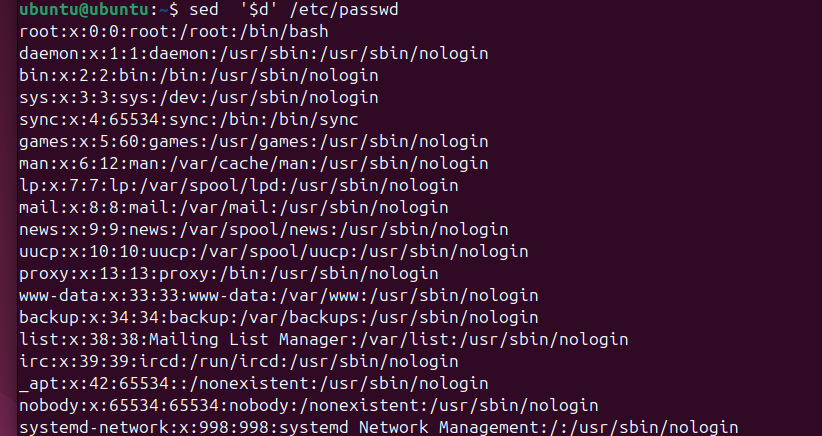 ubuntu@ubuntu:~$ sed  '$d' /etc/passwd
root:x:0:0:root:/root:/bin/bash
daemon:x:1:1:daemon:/usr/sbin:/usr/sbin/nologin
bin:x:2:2:bin:/bin:/usr/sbin/nologin
sys:x:3:3:sys:/dev:/usr/sbin/nologin
sync:x:4:65534:sync:/bin:/bin/sync
games:x:5:60:games:/usr/games:/usr/sbin/nologin
man:x:6:12:man:/var/cache/man:/usr/sbin/nologin
lp:x:7:7:lp:/var/spool/lpd:/usr/sbin/nologin
mail:x:8:8:mail:/var/mail:/usr/sbin/nologin
news:x:9:9:news:/var/spool/news:/usr/sbin/nologin
uucp:x:10:10:uucp:/var/spool/uucp:/usr/sbin/nologin
proxy:x:13:13:proxy:/bin:/usr/sbin/nologin
www-data:x:33:33:www-data:/var/www:/usr/sbin/nologin
backup:x:34:34:backup:/var/backups:/usr/sbin/nologin
list:x:38:38:Mailing List Manager:/var/list:/usr/sbin/nologin
irc:x:39:39:ircd:/run/ircd:/usr/sbin/nologin
_apt:x:42:65534::/nonexistent:/usr/sbin/nologin
nobody:x:65534:65534:nobody:/nonexistent:/usr/sbin/nologin
systemd-network:x:998:998:systemd Network Management:/:/usr/sbin/nologin